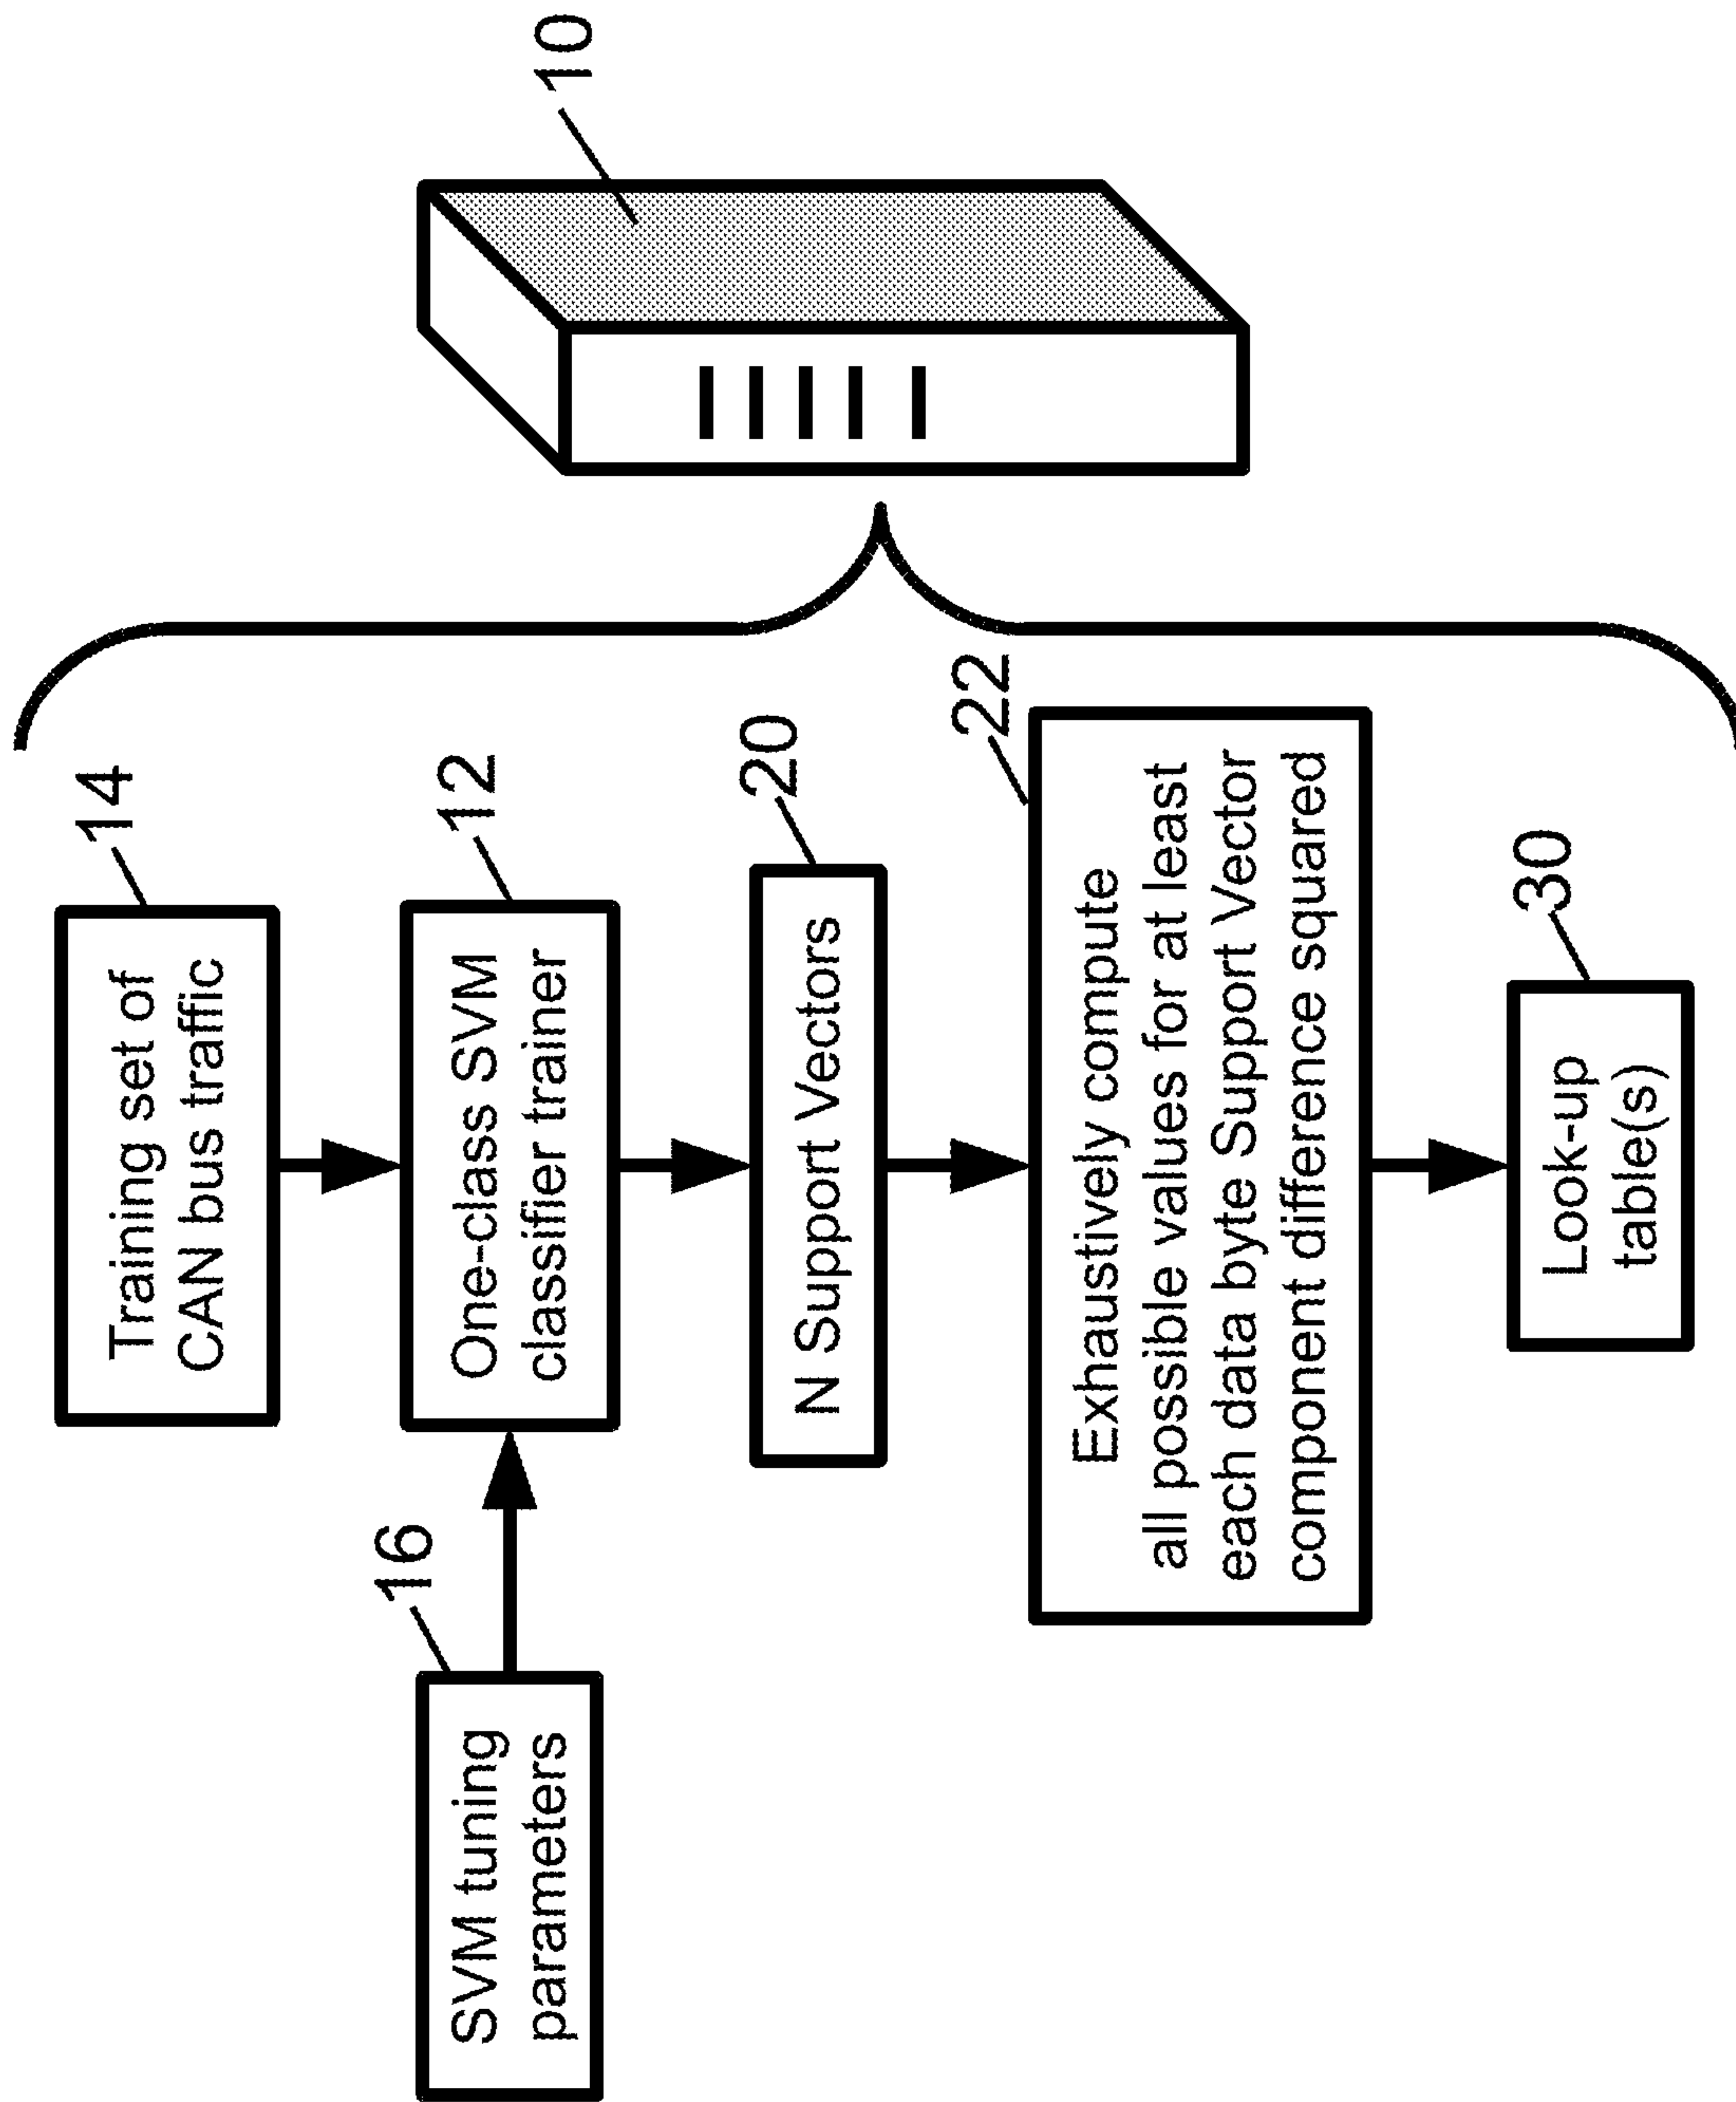 10
14
Training set of
CAN bus traffic
16
SVM tuning
parameters
12
One-class SVM
classifier trainer
20
N Support Vectors
22
Exhaustively compute
all possible values for at least
each data byte Support Vector
component difference squared
30
Look-up
table(s)